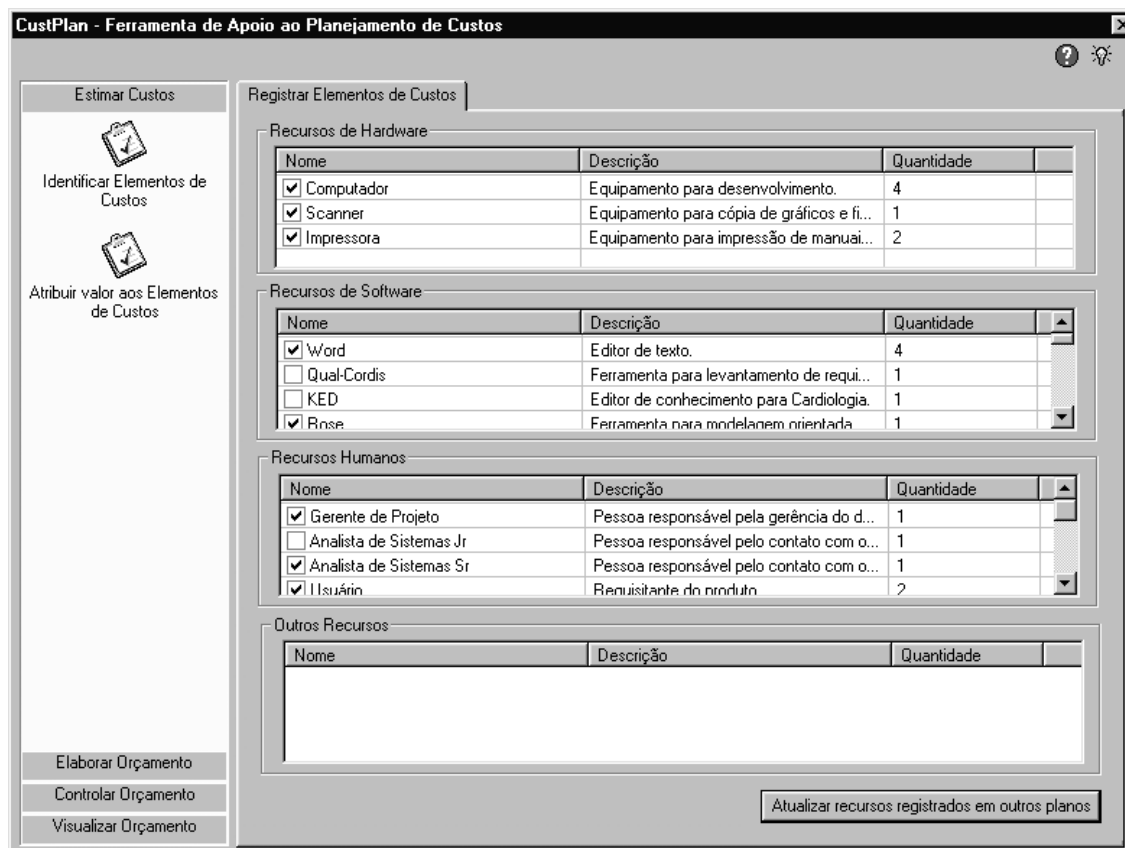 CustPlan - Ferramenta de Apoio ao Planejamento de Custos
Estimar Custos
Identificar Elementos de
Custos
Atribuir valor aos Elementos
de Custos
Elaborar Orçamento
Controlar Orçamento
Visualizar Orçamento
Registrar Elementos de Custos
Recursos de Hardware
Nome Descrição Quantidade
Computador Equipamento para desenvolvimento. 4
Scanner Equipamento para cópia de gráficos e fi... 1
Impressora Equipamento para impressão de manuai... 2
Recursos de Software
Nome Descrição Quantidade
Word Editor de texto. 4
Qual-Cordis Ferramenta para levantamento de requi... 1
KED Editor de conhecimento para Cardiologia. 1
Rose Ferramenta para modelagem orientada 1
Recursos Humanos
Nome Descrição Quantidade
Gerente de Projeto Pessoa responsável pela gerência do d... 1
Analista de Sistemas Jr Pessoa responsável pelo contato com o... 1
Analista de Sistemas Sr Pessoa responsável pelo contato com o... 1
Usuário Requisitante do produto 2
Outros Recursos
Nome Descrição Quantidade
Atualizar recursos registrados em outros planos